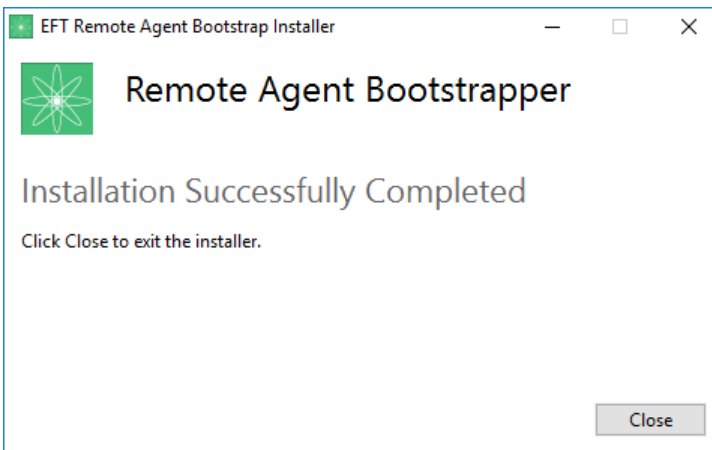 EFT Remote Agent Bootstrap Installer
Remote Agent Bootstrapper
Installation Successfully Completed
Click Close to exit the installer.
Close